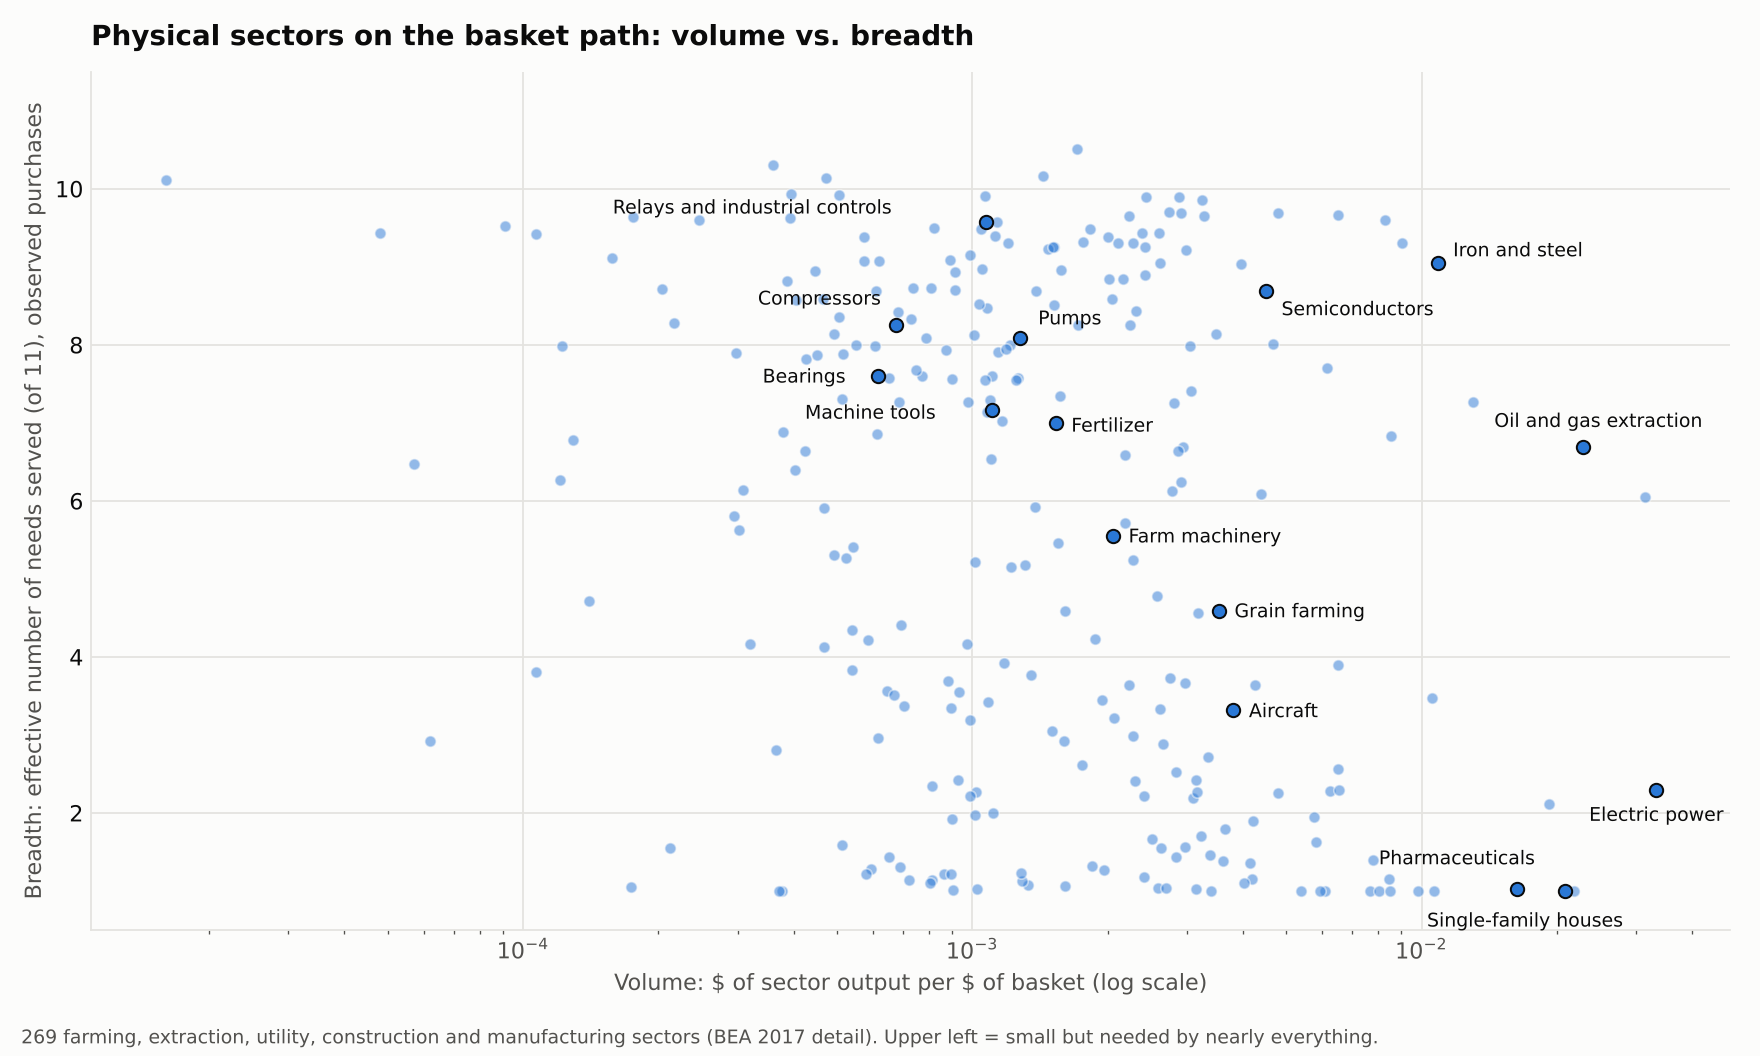 Physical sectors on the basket path: volume vs. breadth
Breadth: effective number of needs served (of 11), observed purchases
10
8
6
4
2
Relays and industrial controls
Iron and steel
Compressors
Semiconductors
Pumps
Bearings
Machine tools
Fertilizer
Oil and gas extraction
Farm machinery
Grain farming
Aircraft
Electric power
Pharmaceuticals
Single-family houses
10⁻⁴
10⁻³
10⁻²
Volume: $ of sector output per $ of basket (log scale)
269 farming, extraction, utility, construction and manufacturing sectors (BEA 2017 detail). Upper left = small but needed by nearly everything.